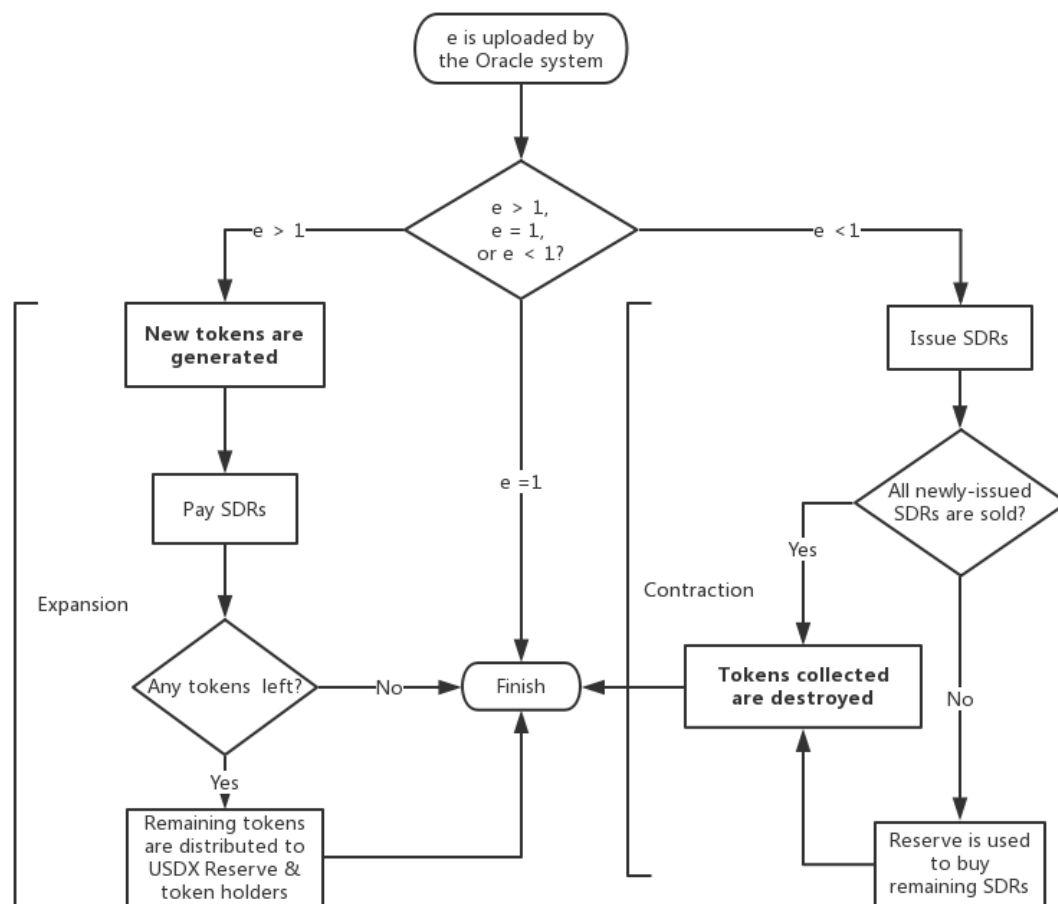 e is uploaded by
the Oracle system
e > 1,
e = 1,
or e < 1?
e > 1
e <1
New tokens are
generated
Issue SDRs
e =1
Pay SDRs
All newly-issued
SDRs are sold?
Yes
Expansion
Contraction
Any tokens left?
No
Finish
Tokens collected
are destroyed
No
Yes
Remaining tokens
are distributed to
USDX Reserve &
token holders
Reserve is used
to buy
remaining SDRs